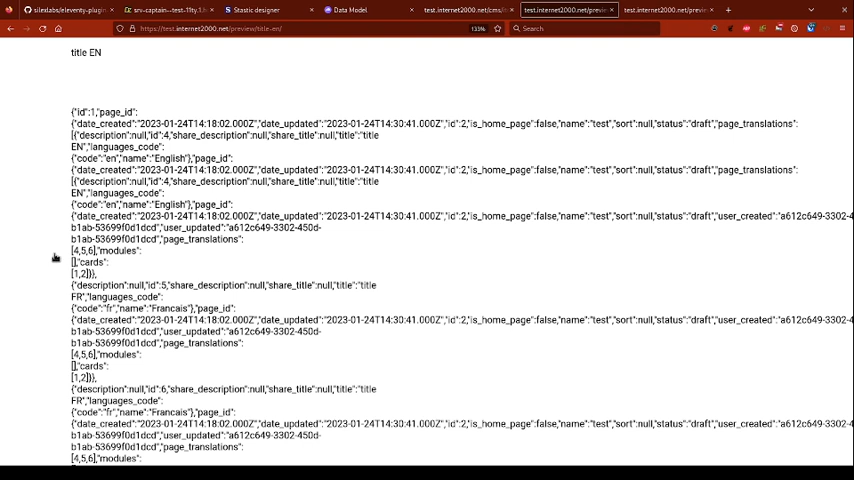 silexlabs/eleventy-plugin
srv-captain--test-11ty.1.
Stastic designer
Data Model
test.internet2000.net/cms/
test.internet2000.net/previe
test.internet2000.net/previe
https://test.internet2000.net/preview/title-en/
133%
Search
title EN
{"id":1,"page_id":
{"date_created":"2023-01-24T14:18:02.000Z","date_updated":"2023-01-24T14:30:41.000Z","id":2,"is_home_page":false,"name":"test","sort":null,"status":"draft","page_translations":
[{"description":null,"id":4,"share_description":null,"share_title":null,"title":"title
EN","languages_code":
{"code":"en","name":"English"},"page_id":
{"date_created":"2023-01-24T14:18:02.000Z","date_updated":"2023-01-24T14:30:41.000Z","id":2,"is_home_page":false,"name":"test","sort":null,"status":"draft","page_translations":
[{"description":null,"id":4,"share_description":null,"share_title":null,"title":"title
EN","languages_code":
{"code":"en","name":"English"},"page_id":
{"date_created":"2023-01-24T14:18:02.000Z","date_updated":"2023-01-24T14:30:41.000Z","id":2,"is_home_page":false,"name":"test","sort":null,"status":"draft","user_created":"a612c649-3302-4
b1ab-53699f0d1dcd","user_updated":"a612c649-3302-450d-
b1ab-53699f0d1dcd","page_translations":
[4,5,6],"modules":
[],"cards":
[1,2]}},
{"description":null,"id":5,"share_description":null,"share_title":null,"title":"title
FR","languages_code":
{"code":"fr","name":"Francais"},"page_id":
{"date_created":"2023-01-24T14:18:02.000Z","date_updated":"2023-01-24T14:30:41.000Z","id":2,"is_home_page":false,"name":"test","sort":null,"status":"draft","user_created":"a612c649-3302-4
b1ab-53699f0d1dcd","user_updated":"a612c649-3302-450d-
b1ab-53699f0d1dcd","page_translations":
[4,5,6],"modules":
[],"cards":
[1,2]}},
{"description":null,"id":6,"share_description":null,"share_title":null,"title":"title
FR","languages_code":
{"code":"fr","name":"Francais"},"page_id":
{"date_created":"2023-01-24T14:18:02.000Z","date_updated":"2023-01-24T14:30:41.000Z","id":2,"is_home_page":false,"name":"test","sort":null,"status":"draft","user_created":"a612c649-3302-4
b1ab-53699f0d1dcd","user_updated":"a612c649-3302-450d-
b1ab-53699f0d1dcd","page_translations":
[4,5,6],"modules":